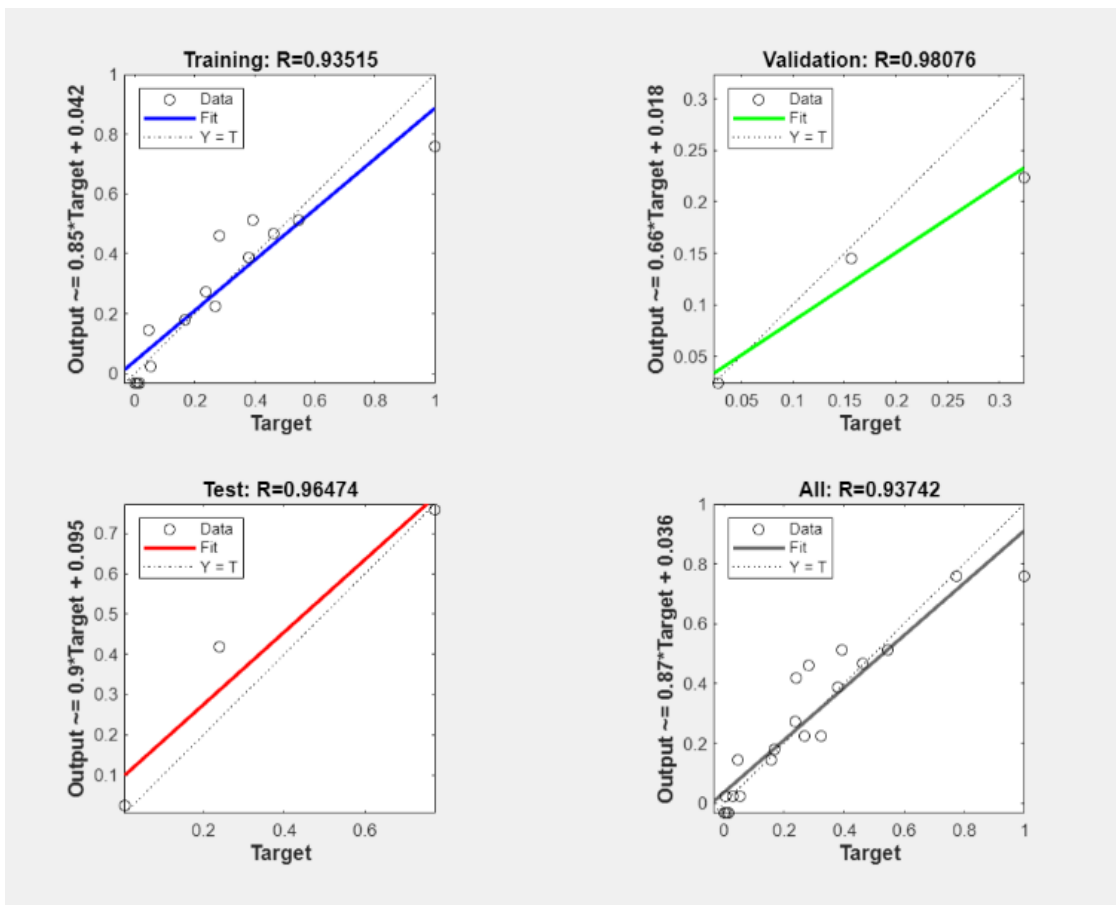 Training: R=0.93515
Output ~= 0.85*Target + 0.042
1
0.8
0.6
0.4
0.2
0
Data
Fit
Y = T
0 0.2 0.4 0.6 0.8 1
Target
Validation: R=0.98076
Output ~= 0.66*Target + 0.018
0.3
0.25
0.2
0.15
0.1
0.05
Data
Fit
Y = T
0.05 0.1 0.15 0.2 0.25 0.3
Target
Test: R=0.96474
Output ~= 0.9*Target + 0.095
0.7
0.6
0.5
0.4
0.3
0.2
0.1
Data
Fit
Y = T
0.2 0.4 0.6
Target
All: R=0.93742
Output ~= 0.87*Target + 0.036
1
0.8
0.6
0.4
0.2
0
Data
Fit
Y = T
0 0.2 0.4 0.6 0.8 1
Target